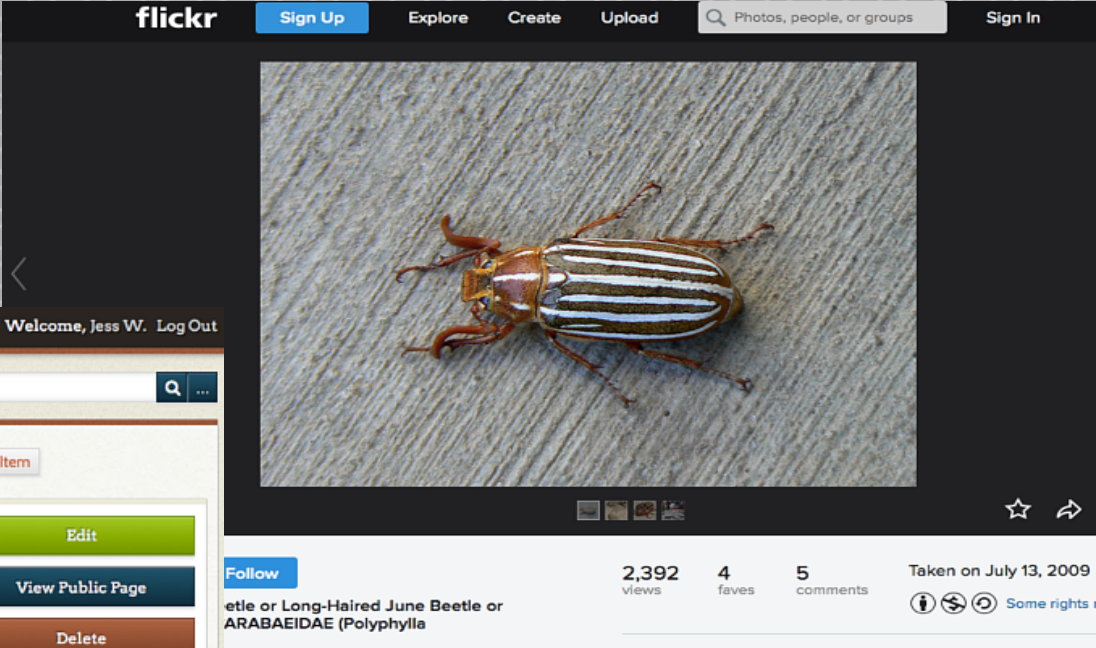 flickr Sign Up Explore Create Upload Photos, people, or groups Sign In
Welcome, Jess W. Log Out
...
Item
Edit
View Public Page
Delete
Follow
etle or Long-Haired June Beetle or
ARABAEIDAE (Polyphylla
2,392 4 5
views faves comments
Taken on July 13, 2009
Some rights